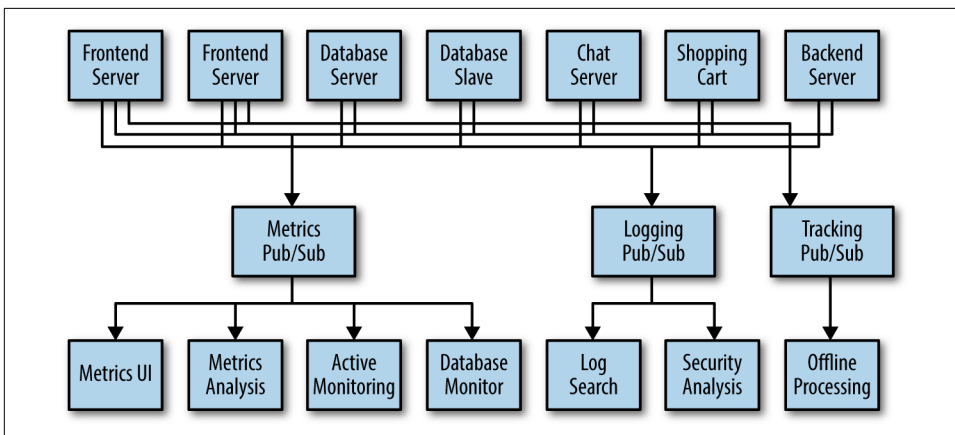 Frontend
Server
Frontend
Server
Database
Server
Database
Slave
Chat
Server
Shopping
Cart
Backend
Server
Metrics
Pub/Sub
Logging
Pub/Sub
Tracking
Pub/Sub
Metrics UI
Metrics
Analysis
Active
Monitoring
Database
Monitor
Log
Search
Security
Analysis
Offline
Processing